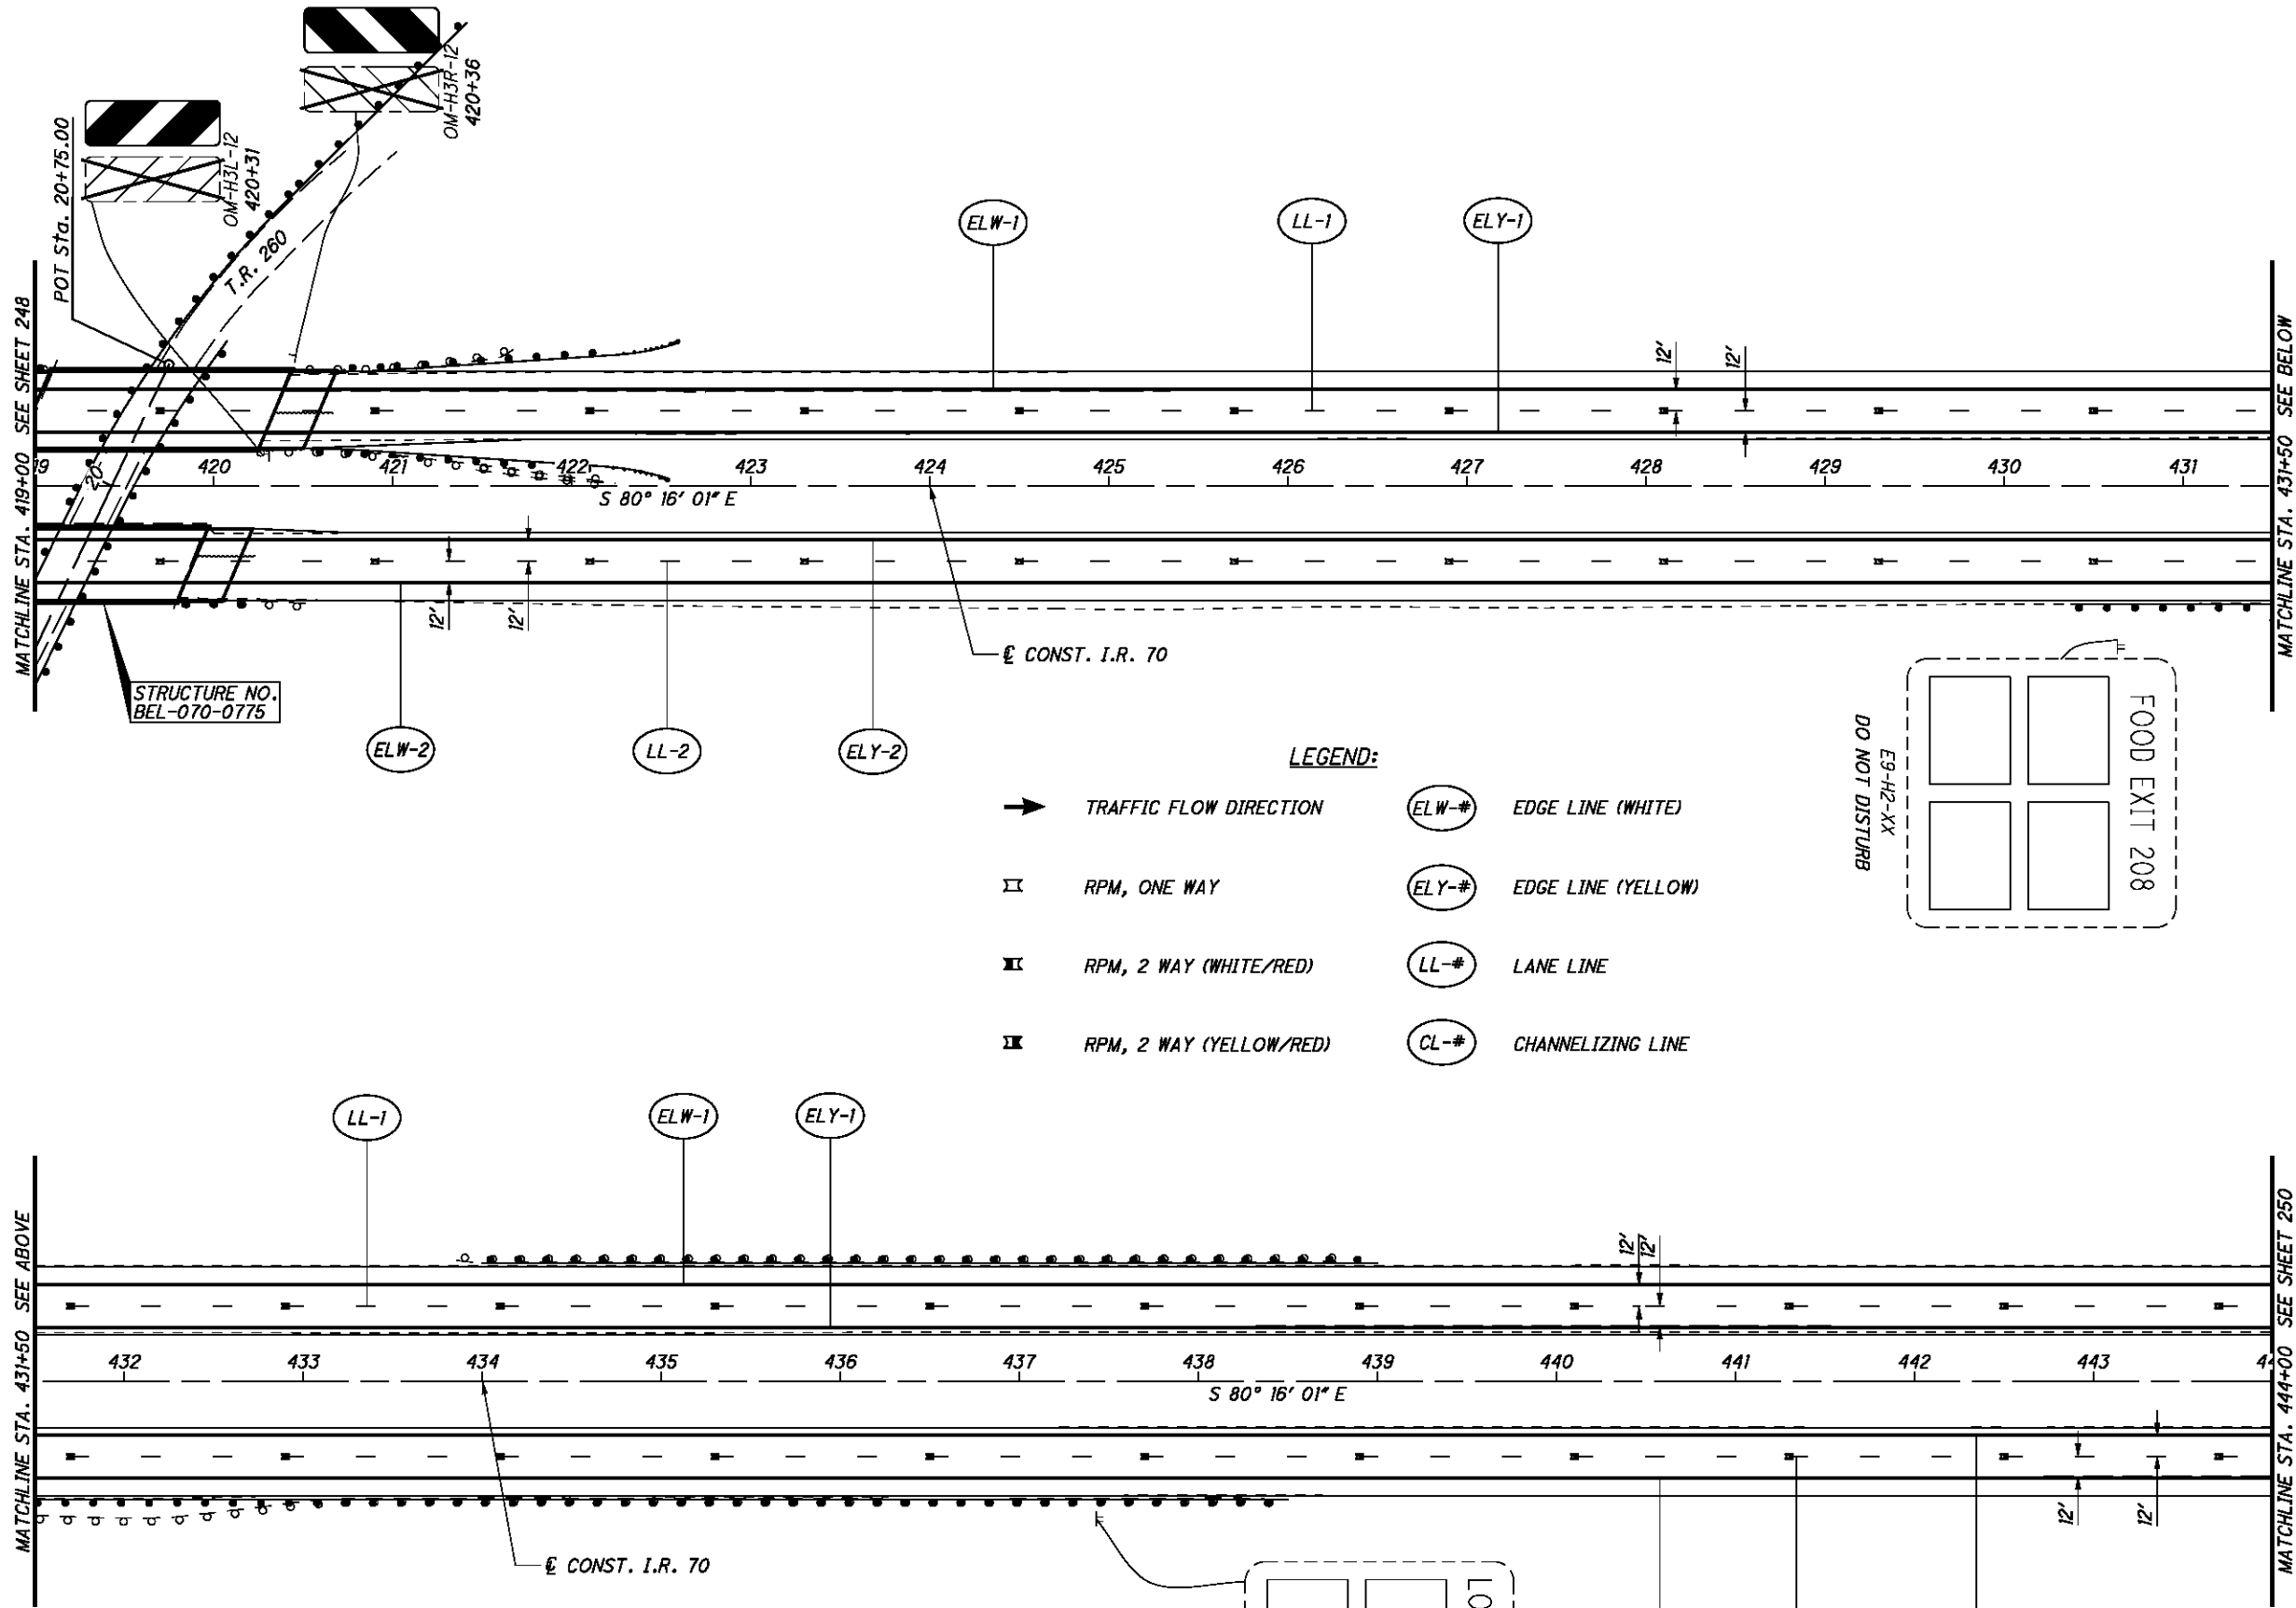 OM-H3R-12
420+36
OM-H3L-12
420+31
POT Sta. 20+75.00
T.R. 260
20'
ELW-1
LL-1
ELY-1
12'
12'
MATCHLINE STA. 419+00 SEE SHEET 248
MATCHLINE STA. 431+50 SEE BELOW
420
421
422
423
424
425
426
427
428
429
430
431
S 80° 16' 01" E
12'
12'
℄ CONST. I.R. 70
STRUCTURE NO.
BEL-070-0775
ELW-2
LL-2
ELY-2
FOOD EXIT 208
E9-H2-XX
DO NOT DISTURB
LEGEND:
TRAFFIC FLOW DIRECTION
ELW-# EDGE LINE (WHITE)
RPM, ONE WAY
ELY-# EDGE LINE (YELLOW)
RPM, 2 WAY (WHITE/RED)
LL-# LANE LINE
RPM, 2 WAY (YELLOW/RED)
CL-# CHANNELIZING LINE
LL-1
ELW-1
ELY-1
12'
12'
MATCHLINE STA. 431+50 SEE ABOVE
MATCHLINE STA. 444+00 SEE SHEET 250
432
433
434
435
436
437
438
439
440
441
442
443
S 80° 16' 01" E
12'
12'
℄ CONST. I.R. 70